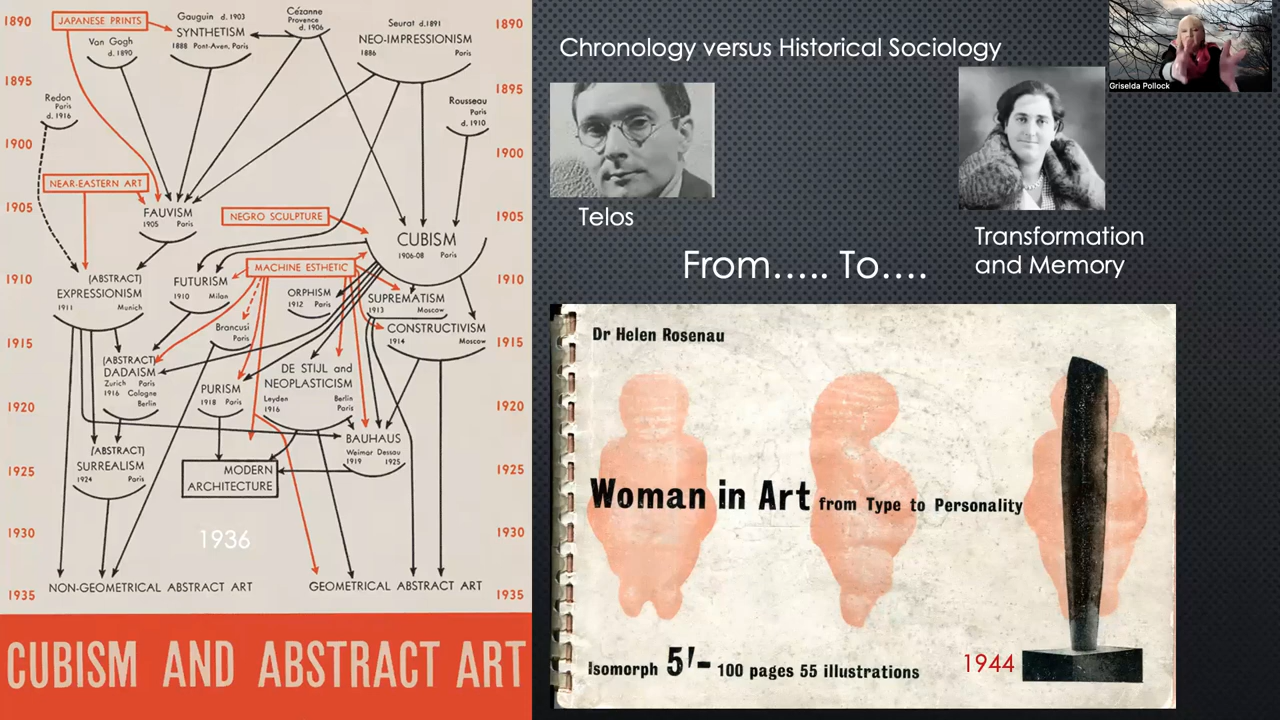 1890
JAPANESE PRINTS
Gauguin d. 1903
SYNTHETISM
1888 Pont-Aven, Paris
Cézanne
Provence
d. 1906
Seurat d.1891
NEO-IMPRESSIONISM
1886 Paris
1890
Van Gogh
d. 1890
1895
1895
Redon
Paris
d. 1916
Rousseau
Paris
d. 1910
1900
1900
NEAR-EASTERN ART
1905
FAUVISM
1905 Paris
NEGRO SCULPTURE
1905
CUBISM
1906-08 Paris
MACHINE ESTHETIC
1910
(ABSTRACT)
EXPRESSIONISM
1911 Munich
FUTURISM
1910 Milan
ORPHISM
1912 Paris
SUPREMATISM
1913 Moscow
1910
Brancusi
Paris
CONSTRUCTIVISM
1914 Moscow
1915
1915
(ABSTRACT)
DADAISM
Zurich Paris
1916 Cologne
Berlin
PURISM
1918 Paris
DE STIJL and
NEOPLASTICISM
Leyden Berlin
1916 Paris
1920
1920
(ABSTRACT)
SURREALISM
1924 Paris
BAUHAUS
Weimar Dessau
1919 1925
1925
MODERN
ARCHITECTURE
1925
1930
1936
1930
1935
NON-GEOMETRICAL ABSTRACT ART
GEOMETRICAL ABSTRACT ART
1935
CUBISM AND ABSTRACT ART
Chronology versus Historical Sociology
Griselda Pollock
Telos
Transformation
and Memory
From..... To....
Dr Helen Rosenau
Woman in Art from Type to Personality
Isomorph 5/- 100 pages 55 illustrations
1944